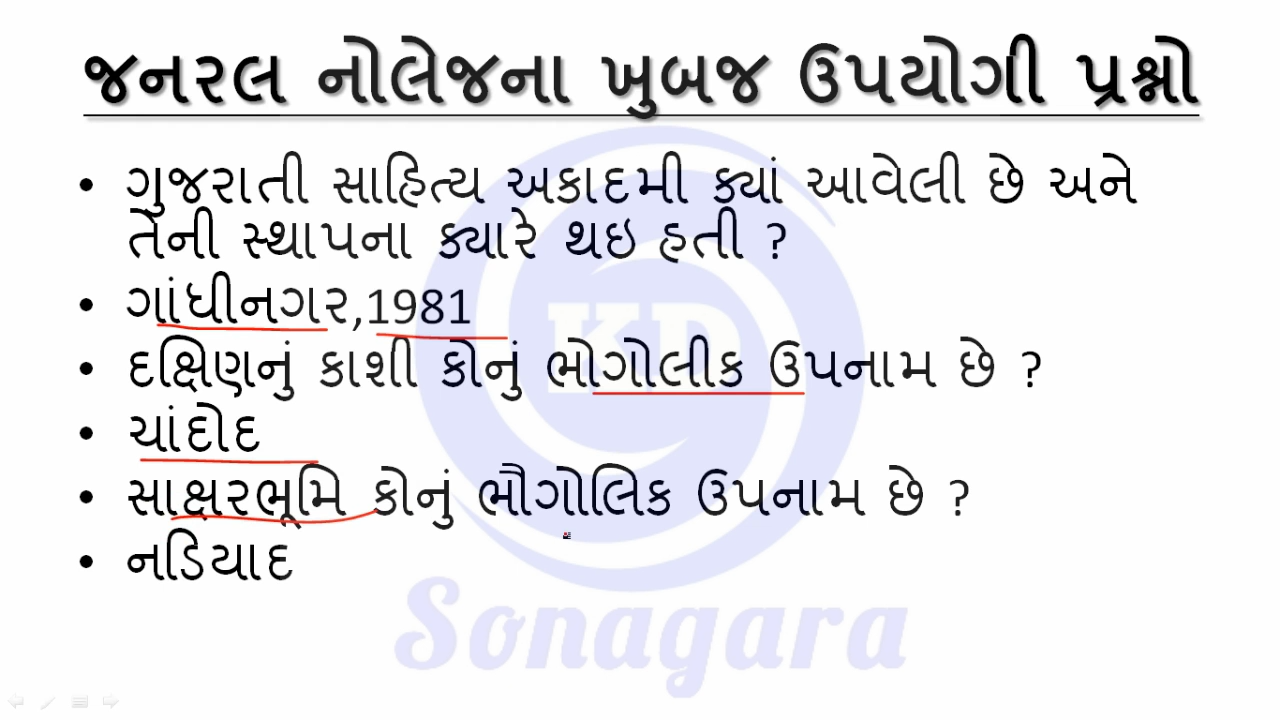 જનરલ નોલેજના ખુબજ ઉપયોગી પ્રશ્નો
• ગુજરાતી સાહિત્ય અકાદમી ક્યાં આવેલી છે અને
તેની સ્થાપના ક્યારે થઇ હતી ?
• ગાંધીનગર,1981
• દક્ષિણનું કાશી કોનું ભોગોલીક ઉપનામ છે ?
• ચાંદોદ
• સાક્ષરભૂમિ કોનું ભૌગોલિક ઉપનામ છે ?
• નડિયાદ
KD
Sonagara